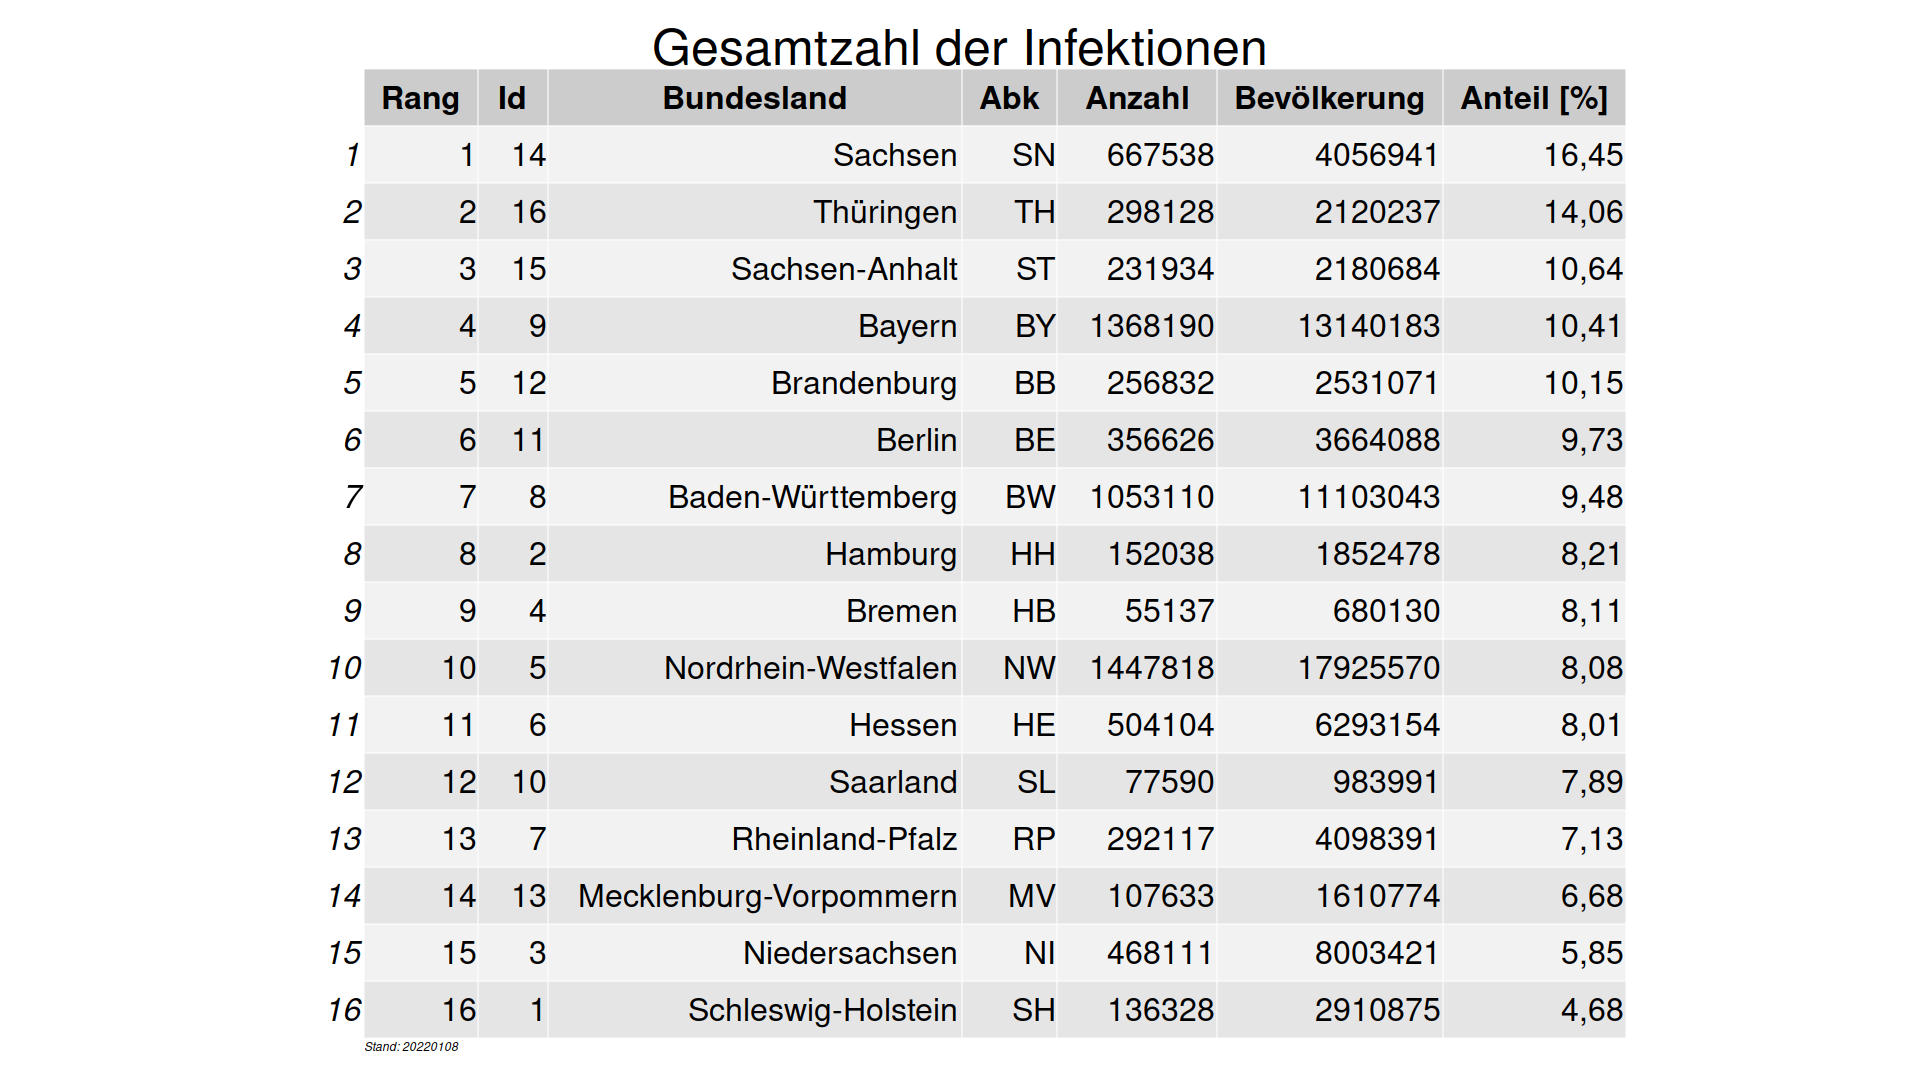 Gesamtzahl der Infektionen
Rang Id Bundesland Abk Anzahl Bevölkerung Anteil [%]
1 1 14 Sachsen SN 667538 4056941 16,45
2 2 16 Thüringen TH 298128 2120237 14,06
3 3 15 Sachsen-Anhalt ST 231934 2180684 10,64
4 4 9 Bayern BY 1368190 13140183 10,41
5 5 12 Brandenburg BB 256832 2531071 10,15
6 6 11 Berlin BE 356626 3664088 9,73
7 7 8 Baden-Württemberg BW 1053110 11103043 9,48
8 8 2 Hamburg HH 152038 1852478 8,21
9 9 4 Bremen HB 55137 680130 8,11
10 10 5 Nordrhein-Westfalen NW 1447818 17925570 8,08
11 11 6 Hessen HE 504104 6293154 8,01
12 12 10 Saarland SL 77590 983991 7,89
13 13 7 Rheinland-Pfalz RP 292117 4098391 7,13
14 14 13 Mecklenburg-Vorpommern MV 107633 1610774 6,68
15 15 3 Niedersachsen NI 468111 8003421 5,85
16 16 1 Schleswig-Holstein SH 136328 2910875 4,68
Stand: 20220108